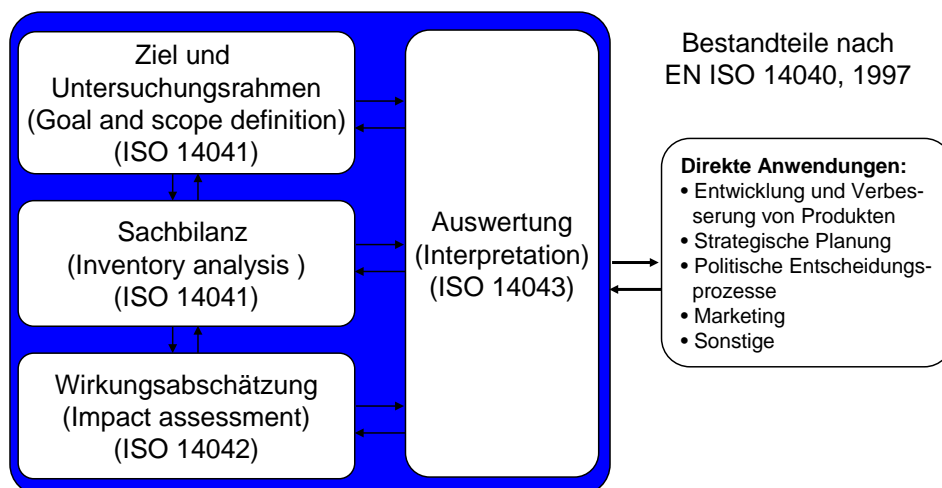 Ziel und
Untersuchungsrahmen
(Goal and scope definition)
(ISO 14041)
Sachbilanz
(Inventory analysis )
(ISO 14041)
Wirkungsabschätzung
(Impact assessment)
(ISO 14042)
Auswertung
(Interpretation)
(ISO 14043)
Bestandteile nach
EN ISO 14040, 1997
Direkte Anwendungen:
• Entwicklung und Verbes-
serung von Produkten
• Strategische Planung
• Politische Entscheidungs-
prozesse
• Marketing
• Sonstige